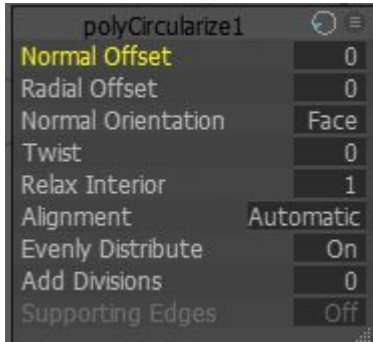 polyCircularize1
Normal Offset 0
Radial Offset 0
Normal Orientation Face
Twist 0
Relax Interior 1
Alignment Automatic
Evenly Distribute On
Add Divisions 0
Supporting Edges Off